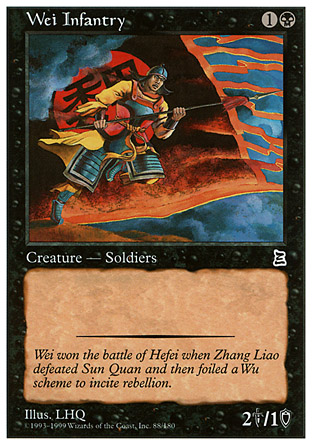 Wei Infantry 1
Creature — Soldiers
Wei won the battle of Hefei when Zhang Liao
defeated Sun Quan and then foiled a Wu
scheme to incite rebellion.
Illus. LHQ
© 1993-1999 Wizards of the Coast, Inc. 88/180
2/1